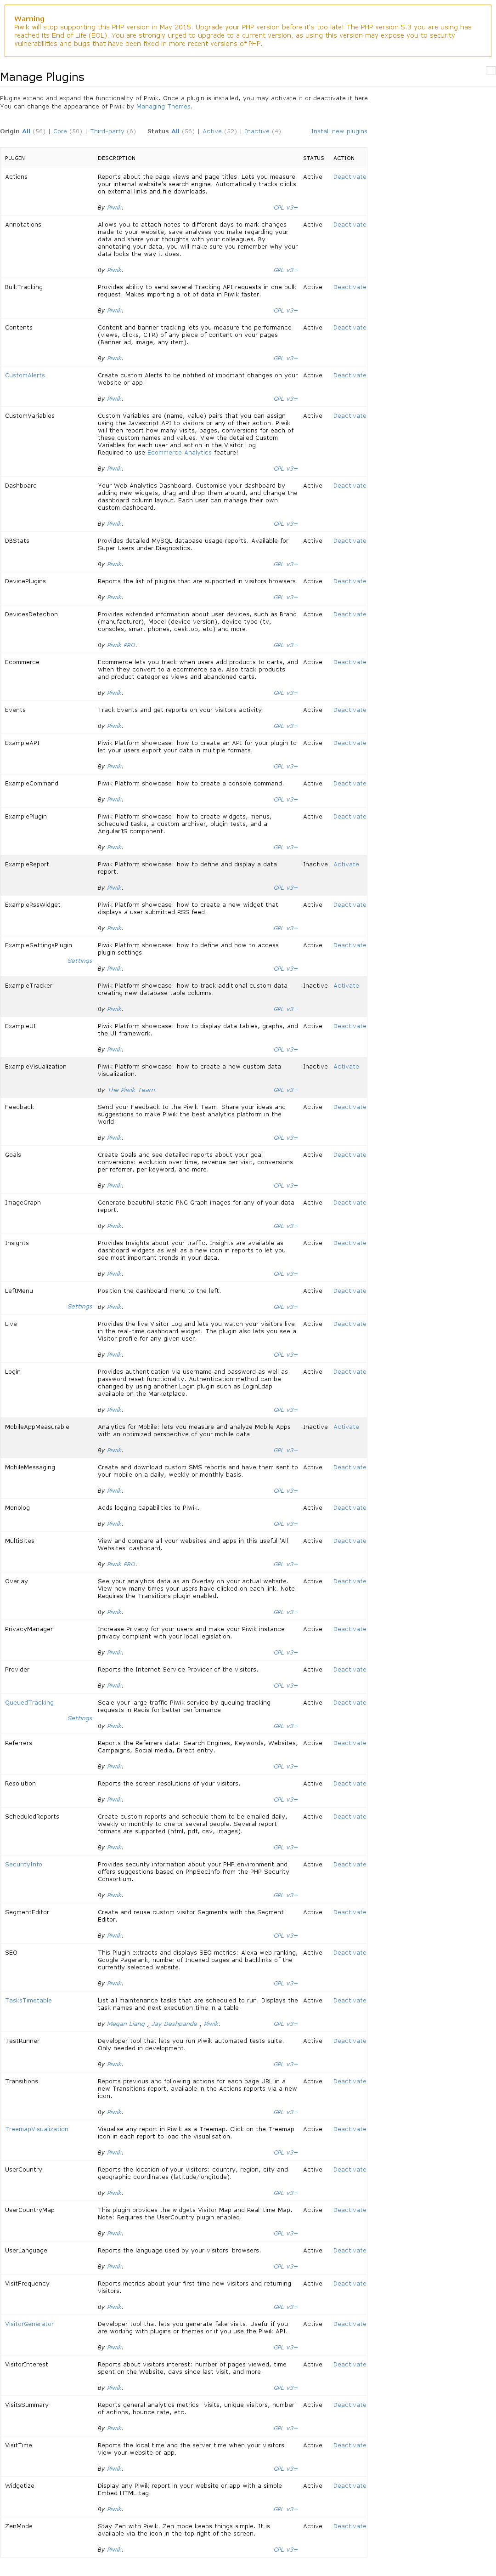 Warning
Piwik will stop supporting this PHP version in May 2015. Upgrade your PHP version before it's too late! The PHP version 5.3 you are using has
reached its End of Life (EOL). You are strongly urged to upgrade to a current version, as using this version may expose you to security
vulnerabilities and bugs that have been fixed in more recent versions of PHP.
Manage Plugins
Plugins extend and expand the functionality of Piwik. Once a plugin is installed, you may activate it or deactivate it here.
You can change the appearance of Piwik by Managing Themes.
Origin All (56) | Core (50) | Third-party (6) Status All (56) | Active (52) | Inactive (4) Install new plugins
PLUGIN DESCRIPTION STATUS ACTION
Actions Reports about the page views and page titles. Lets you measure Active Deactivate
your internal website's search engine. Automatically tracks clicks
on external links and file downloads.
By Piwik. GPL v3+
Annotations Allows you to attach notes to different days to mark changes Active Deactivate
made to your website, save analyses you make regarding your
data and share your thoughts with your colleagues. By
annotating your data, you will make sure you remember why your
data looks the way it does.
By Piwik. GPL v3+
BulkTracking Provides ability to send several Tracking API requests in one bulk Active Deactivate
request. Makes importing a lot of data in Piwik faster.
By Piwik. GPL v3+
Contents Content and banner tracking lets you measure the performance Active Deactivate
(views, clicks, CTR) of any piece of content on your pages
(Banner ad, image, any item).
By Piwik. GPL v3+
CustomAlerts Create custom Alerts to be notified of important changes on your Active Deactivate
website or app!
By Piwik. GPL v3+
CustomVariables Custom Variables are (name, value) pairs that you can assign Active Deactivate
using the Javascript API to visitors or any of their action. Piwik
will then report how many visits, pages, conversions for each of
these custom names and values. View the detailed Custom
Variables for each user and action in the Visitor Log.
Required to use Ecommerce Analytics feature!
By Piwik. GPL v3+
Dashboard Your Web Analytics Dashboard. Customise your dashboard by Active Deactivate
adding new widgets, drag and drop them around, and change the
dashboard column layout. Each user can manage their own
custom dashboard.
By Piwik. GPL v3+
DBStats Provides detailed MySQL database usage reports. Available for Active Deactivate
Super Users under Diagnostics.
By Piwik. GPL v3+
DevicePlugins Reports the list of plugins that are supported in visitors browsers. Active Deactivate
By Piwik. GPL v3+
DevicesDetection Provides extended information about user devices, such as Brand Active Deactivate
(manufacturer), Model (device version), device type (tv,
consoles, smart phones, desktop, etc) and more.
By Piwik PRO. GPL v3+
Ecommerce Ecommerce lets you track when users add products to carts, and Active Deactivate
when they convert to a ecommerce sale. Also track products
and product categories views and abandoned carts.
By Piwik. GPL v3+
Events Track Events and get reports on your visitors activity. Active Deactivate
By Piwik. GPL v3+
ExampleAPI Piwik Platform showcase: how to create an API for your plugin to Active Deactivate
let your users export your data in multiple formats.
By Piwik. GPL v3+
ExampleCommand Piwik Platform showcase: how to create a console command. Active Deactivate
By Piwik. GPL v3+
ExamplePlugin Piwik Platform showcase: how to create widgets, menus, Active Deactivate
scheduled tasks, a custom archiver, plugin tests, and a
AngularJS component.
By Piwik. GPL v3+
ExampleReport Piwik Platform showcase: how to define and display a data Inactive Activate
report.
By Piwik. GPL v3+
ExampleRssWidget Piwik Platform showcase: how to create a new widget that Active Deactivate
displays a user submitted RSS feed.
By Piwik. GPL v3+
ExampleSettingsPlugin Piwik Platform showcase: how to define and how to access Active Deactivate
plugin settings.
Settings
By Piwik. GPL v3+
ExampleTracker Piwik Platform showcase: how to track additional custom data Inactive Activate
creating new database table columns.
By Piwik. GPL v3+
ExampleUI Piwik Platform showcase: how to display data tables, graphs, and Active Deactivate
the UI framework.
By Piwik. GPL v3+
ExampleVisualization Piwik Platform showcase: how to create a new custom data Inactive Activate
visualization.
By The Piwik Team. GPL v3+
Feedback Send your Feedback to the Piwik Team. Share your ideas and Active Deactivate
suggestions to make Piwik the best analytics platform in the
world!
By Piwik. GPL v3+
Goals Create Goals and see detailed reports about your goal Active Deactivate
conversions: evolution over time, revenue per visit, conversions
per referrer, per keyword, and more.
By Piwik. GPL v3+
ImageGraph Generate beautiful static PNG Graph images for any of your data Active Deactivate
report.
By Piwik. GPL v3+
Insights Provides Insights about your traffic. Insights are available as Active Deactivate
dashboard widgets as well as a new icon in reports to let you
see most important trends in your data.
By Piwik. GPL v3+
LeftMenu Position the dashboard menu to the left. Active Deactivate
Settings By Piwik. GPL v3+
Live Provides the live Visitor Log and lets you watch your visitors live Active Deactivate
in the real-time dashboard widget. The plugin also lets you see a
Visitor profile for any given user.
By Piwik. GPL v3+
Login Provides authentication via username and password as well as Active Deactivate
password reset functionality. Authentication method can be
changed by using another Login plugin such as LoginLdap
available on the Marketplace.
By Piwik. GPL v3+
MobileAppMeasurable Analytics for Mobile: lets you measure and analyze Mobile Apps Inactive Activate
with an optimized perspective of your mobile data.
By Piwik. GPL v3+
MobileMessaging Create and download custom SMS reports and have them sent to Active Deactivate
your mobile on a daily, weekly or monthly basis.
By Piwik. GPL v3+
Monolog Adds logging capabilities to Piwik. Active Deactivate
By Piwik. GPL v3+
MultiSites View and compare all your websites and apps in this useful 'All Active Deactivate
Websites' dashboard.
By Piwik PRO. GPL v3+
Overlay See your analytics data as an Overlay on your actual website. Active Deactivate
View how many times your users have clicked on each link. Note:
Requires the Transitions plugin enabled.
By Piwik. GPL v3+
PrivacyManager Increase Privacy for your users and make your Piwik instance Active Deactivate
privacy compliant with your local legislation.
By Piwik. GPL v3+
Provider Reports the Internet Service Provider of the visitors. Active Deactivate
By Piwik. GPL v3+
QueuedTracking Scale your large traffic Piwik service by queuing tracking Active Deactivate
requests in Redis for better performance.
Settings
By Piwik. GPL v3+
Referrers Reports the Referrers data: Search Engines, Keywords, Websites, Active Deactivate
Campaigns, Social media, Direct entry.
By Piwik. GPL v3+
Resolution Reports the screen resolutions of your visitors. Active Deactivate
By Piwik. GPL v3+
ScheduledReports Create custom reports and schedule them to be emailed daily, Active Deactivate
weekly or monthly to one or several people. Several report
formats are supported (html, pdf, csv, images).
By Piwik. GPL v3+
SecurityInfo Provides security information about your PHP environment and Active Deactivate
offers suggestions based on PhpSecInfo from the PHP Security
Consortium.
By Piwik. GPL v3+
SegmentEditor Create and reuse custom visitor Segments with the Segment Active Deactivate
Editor.
By Piwik. GPL v3+
SEO This Plugin extracts and displays SEO metrics: Alexa web ranking, Active Deactivate
Google Pagerank, number of Indexed pages and backlinks of the
currently selected website.
By Piwik. GPL v3+
TasksTimetable List all maintenance tasks that are scheduled to run. Displays the Active Deactivate
task names and next execution time in a table.
By Megan Liang , Jay Deshpande , Piwik. GPL v3+
TestRunner Developer tool that lets you run Piwik automated tests suite. Active Deactivate
Only needed in development.
By Piwik. GPL v3+
Transitions Reports previous and following actions for each page URL in a Active Deactivate
new Transitions report, available in the Actions reports via a new
icon.
By Piwik. GPL v3+
TreemapVisualization Visualise any report in Piwik as a Treemap. Click on the Treemap Active Deactivate
icon in each report to load the visualisation.
By Piwik. GPL v3+
UserCountry Reports the location of your visitors: country, region, city and Active Deactivate
geographic coordinates (latitude/longitude).
By Piwik. GPL v3+
UserCountryMap This plugin provides the widgets Visitor Map and Real-time Map. Active Deactivate
Note: Requires the UserCountry plugin enabled.
By Piwik. GPL v3+
UserLanguage Reports the language used by your visitors' browsers. Active Deactivate
By Piwik. GPL v3+
VisitFrequency Reports metrics about your first time new visitors and returning Active Deactivate
visitors.
By Piwik. GPL v3+
VisitorGenerator Developer tool that lets you generate fake visits. Useful if you Active Deactivate
are working with plugins or themes or if you use the Piwik API.
By Piwik. GPL v3+
VisitorInterest Reports about visitors interest: number of pages viewed, time Active Deactivate
spent on the Website, days since last visit, and more.
By Piwik. GPL v3+
VisitsSummary Reports general analytics metrics: visits, unique visitors, number Active Deactivate
of actions, bounce rate, etc.
By Piwik. GPL v3+
VisitTime Reports the local time and the server time when your visitors Active Deactivate
view your website or app.
By Piwik. GPL v3+
Widgetize Display any Piwik report in your website or app with a simple Active Deactivate
Embed HTML tag.
By Piwik. GPL v3+
ZenMode Stay Zen with Piwik. Zen mode keeps things simple. It is Active Deactivate
available via the icon in the top right of the screen.
By Piwik. GPL v3+